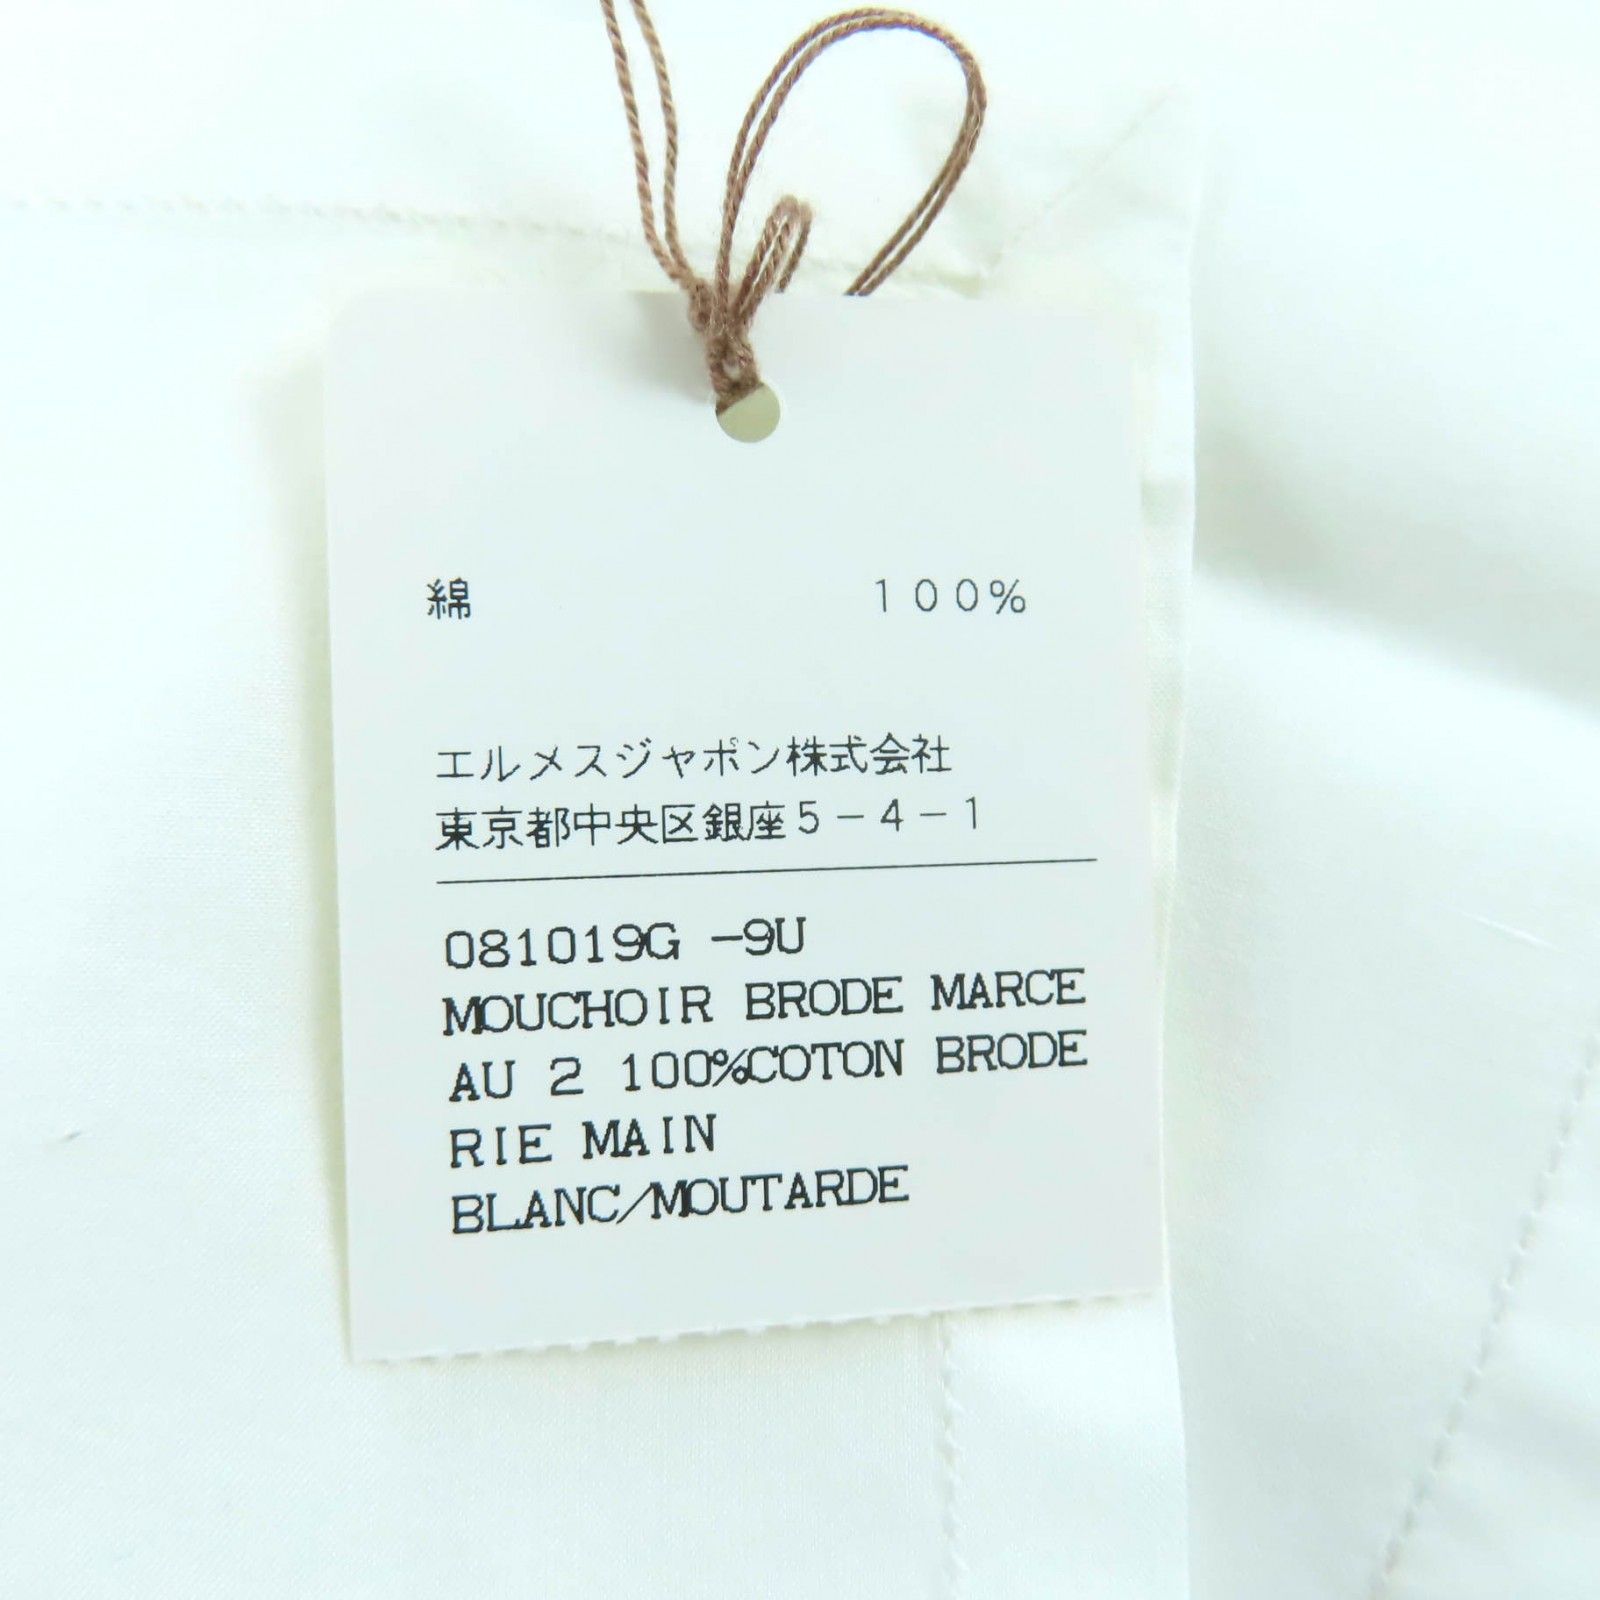 綿 100%
エルメスジャポン株式会社
東京都中央区銀座5-4-1
081019G -9U
MOUCHOIR BRODE MARCE
AU 2 100%COTON BRODE
RIE MAIN
BLANC/MOUTARDE